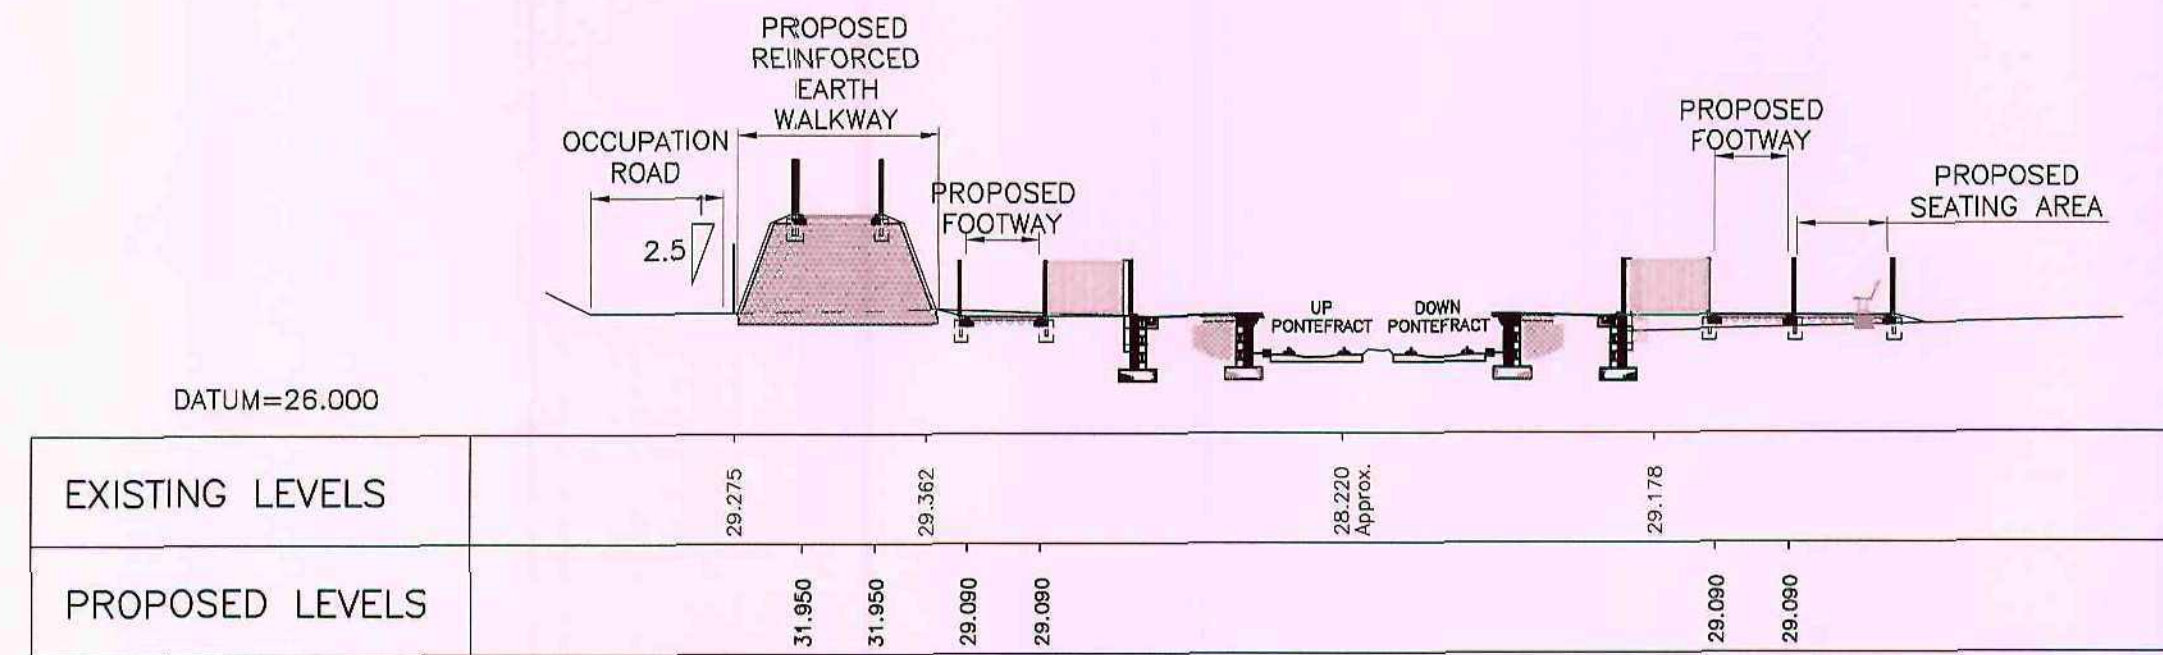 PROPOSED
REINFORCED
EARTH
WALKWAY
OCCUPATION
ROAD
1
2.5
PROPOSED
FOOTWAY
PROPOSED
FOOTWAY
PROPOSED
SEATING AREA
UP
PONTEFRACT
DOWN
PONTEFRACT
DATUM=26.000
EXISTING LEVELS
29.275
29.362
28.220
Approx.
29.178
PROPOSED LEVELS
31.950
31.950
29.090
29.090
29.090
29.090